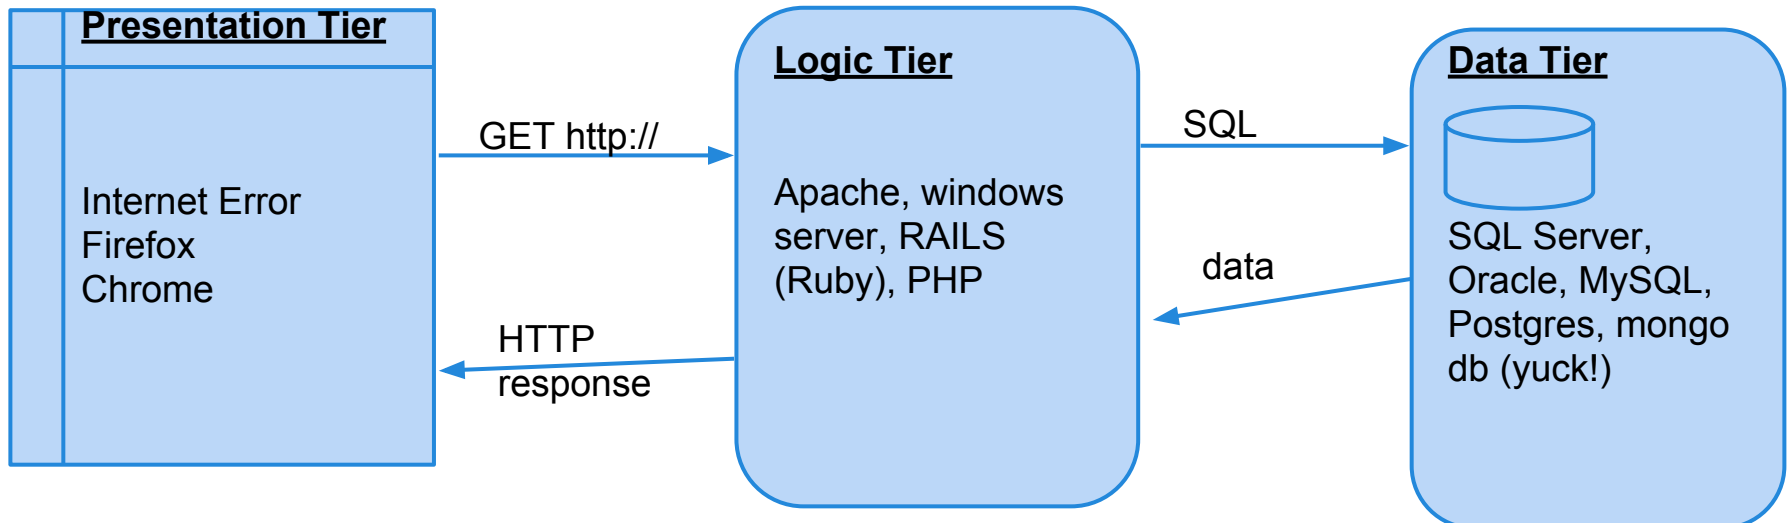 Presentation Tier
Internet Error
Firefox
Chrome
GET http://
HTTP
response
Logic Tier
Apache, windows
server, RAILS
(Ruby), PHP
SQL
data
Data Tier
SQL Server,
Oracle, MySQL,
Postgres, mongo
db (yuck!)